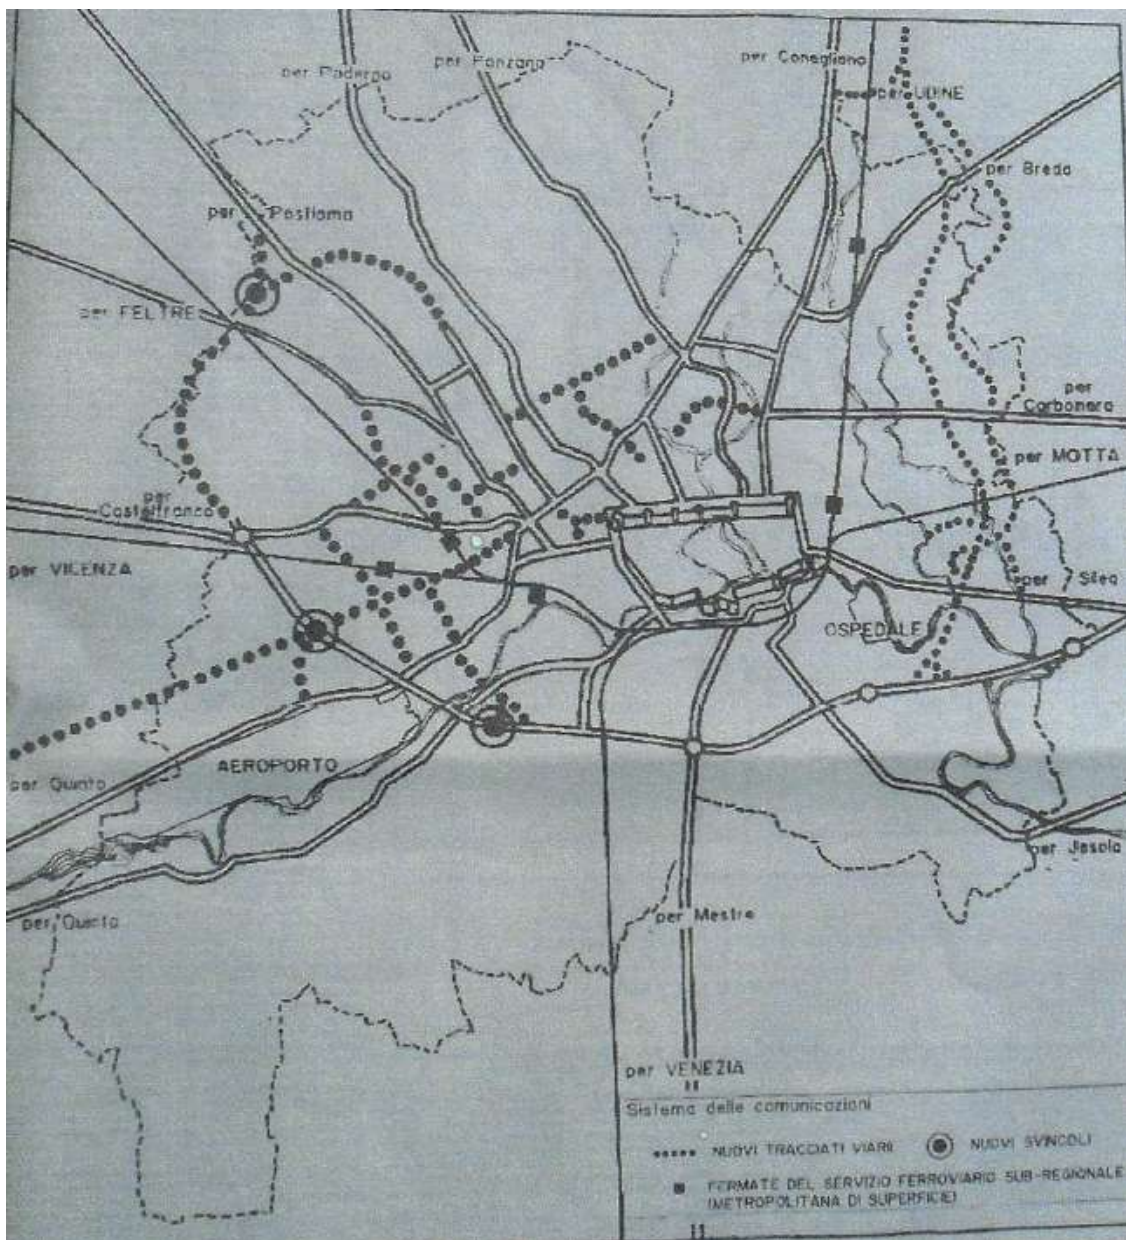 per Paderno
per Ponzano
per Conegliano
per UDINE
per Breda
per Postioma
per FELTRE
per
Carbonera
per MOTTA
per
Castelfranco
per VICENZA
per Silea
OSPEDALE
AEROPORTO
per Quinto
per Jesolo
per Quinto
per Mestre
per VENEZIA
Sistema delle comunicazioni
NUOVI TRACCIATI VIARII
NUOVI SVINCOLI
FERMATE DEL SERVIZIO FERROVIARIO SUB-REGIONALE
(METROPOLITANA DI SUPERFICIE)